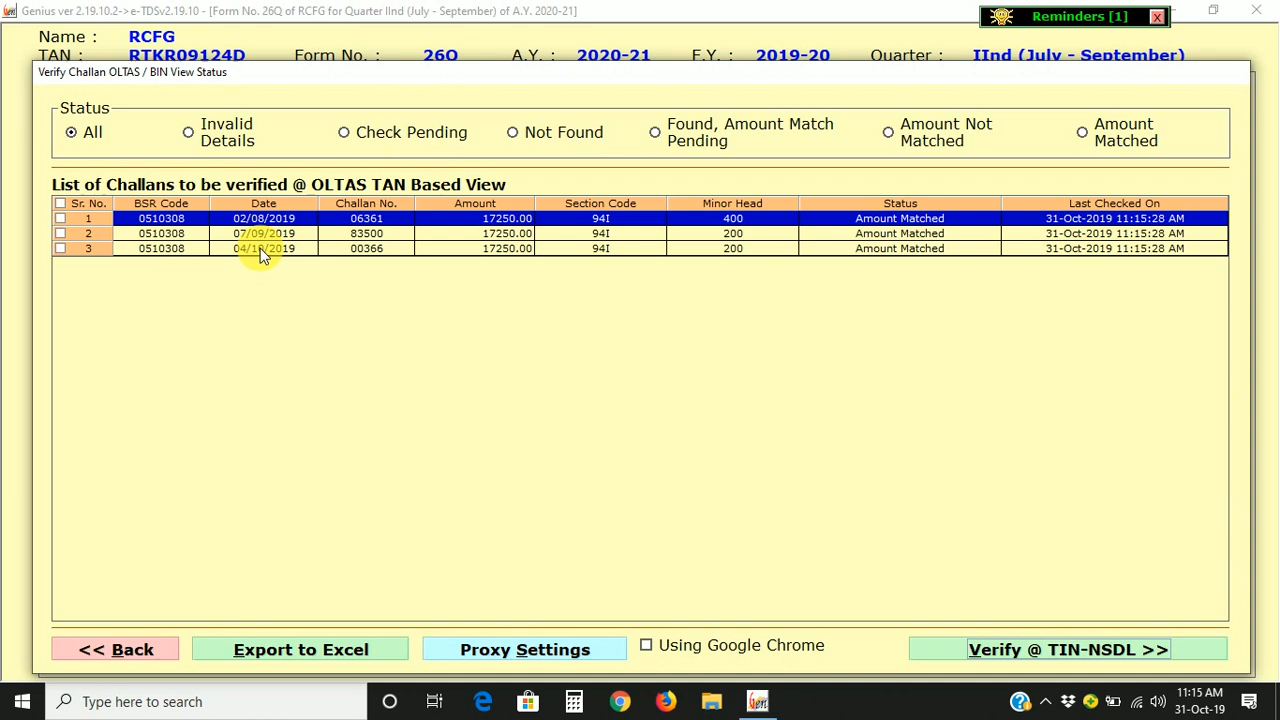 Genius ver 2.19.10.2->e-TDSv2.19.10 - [Form No. 26Q of RCFG for Quarter IInd (July - September) of A.Y. 2020-21]
Reminders [1] X
Name : RCFG
TAN : RTKR09124D Form No. : 26Q A.Y. : 2020-21 F.Y. : 2019-20 Quarter : IInd (July - September)
Verify Challan OLTAS / BIN View Status
Status
All
Invalid Details
Check Pending
Not Found
Found, Amount Match Pending
Amount Not Matched
Amount Matched
List of Challans to be verified @ OLTAS TAN Based View
Sr. No. BSR Code Date Challan No. Amount Section Code Minor Head Status Last Checked On
1 0510308 02/08/2019 06361 17250.00 94I 400 Amount Matched 31-Oct-2019 11:15:28 AM
2 0510308 07/09/2019 83500 17250.00 94I 200 Amount Matched 31-Oct-2019 11:15:28 AM
3 0510308 04/10/2019 00366 17250.00 94I 200 Amount Matched 31-Oct-2019 11:15:28 AM
<< Back
Export to Excel
Proxy Settings
Using Google Chrome
Verify @ TIN-NSDL >>
Type here to search
Gen
11:15 AM
31-Oct-19